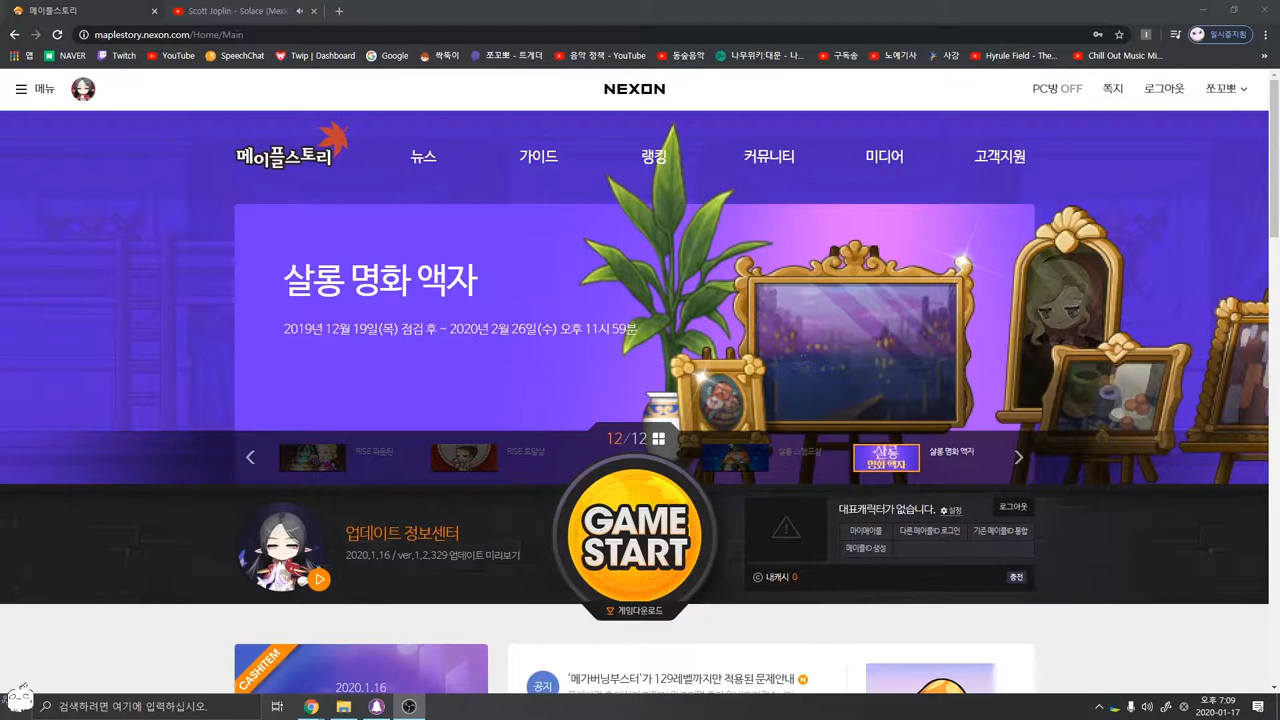 메이플스토리
Scott Joplin - Solace (Mexic
maplestory.nexon.com/Home/Main
일시중지됨
앱 NAVER Twitch YouTube SpeechChat Twip | Dashboard Google 싹뚝이 쪼꼬뽀 - 트게더 음악 정책 - YouTube 동숲음악 나무위키:대문 - 나... 구독송 노예기사 사강 Hyrule Field - The... Chill Out Music Mi...
메뉴
NEXON
PC방 OFF 쪽지 로그아웃 쪼꼬뽀
메이플스토리 뉴스 가이드 랭킹 커뮤니티 미디어 고객지원
살롱 명화 액자
2019년 12월 19일(목) 점검 후 ~ 2020년 2월 26일(수) 오후 11시 59분
12/12
RISE 로얄샵
살롱 명화 액자
살롱 명화 액자
업데이트 정보센터
2020.1.16 / ver.1.2.329 업데이트 미리보기
GAME
START
게임다운로드
대표캐릭터가 없습니다. 설정 로그아웃
마이메이플 다른 메이플ID 로그인 기존 메이플ID 통합
메이플ID 생성
내캐시 0 충전
CASHITEM
2020.1.16
공지 '메가버닝부스터'가 129레벨까지만 적용된 문제안내 N
검색하려면 여기에 입력하십시오.
오후 7:09
2020-01-17